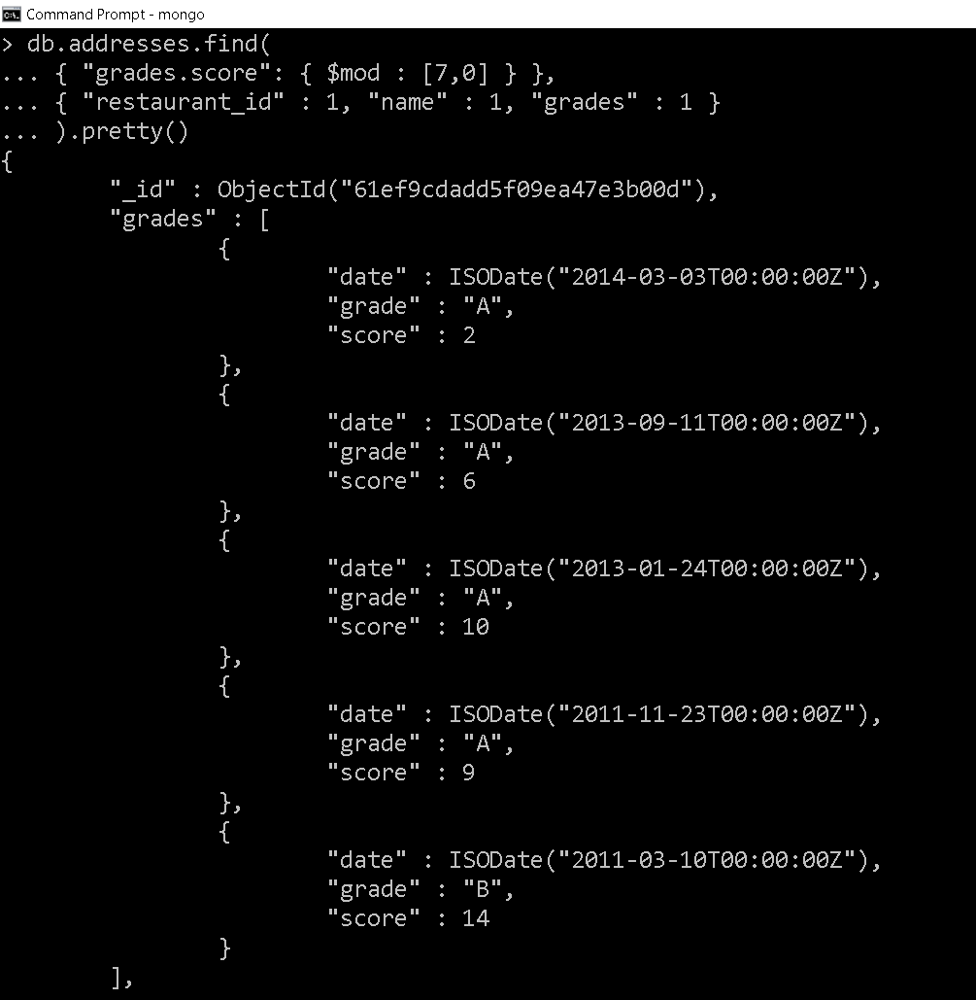 Command Prompt - mongo
> db.addresses.find(
... { "grades.score": { $mod : [7,0] } },
... { "restaurant_id" : 1, "name" : 1, "grades" : 1 }
... ).pretty()
{
        "_id" : ObjectId("61ef9cdadd5f09ea47e3b00d"),
        "grades" : [
                {
                        "date" : ISODate("2014-03-03T00:00:00Z"),
                        "grade" : "A",
                        "score" : 2
                },
                {
                        "date" : ISODate("2013-09-11T00:00:00Z"),
                        "grade" : "A",
                        "score" : 6
                },
                {
                        "date" : ISODate("2013-01-24T00:00:00Z"),
                        "grade" : "A",
                        "score" : 10
                },
                {
                        "date" : ISODate("2011-11-23T00:00:00Z"),
                        "grade" : "A",
                        "score" : 9
                },
                {
                        "date" : ISODate("2011-03-10T00:00:00Z"),
                        "grade" : "B",
                        "score" : 14
                }
        ],